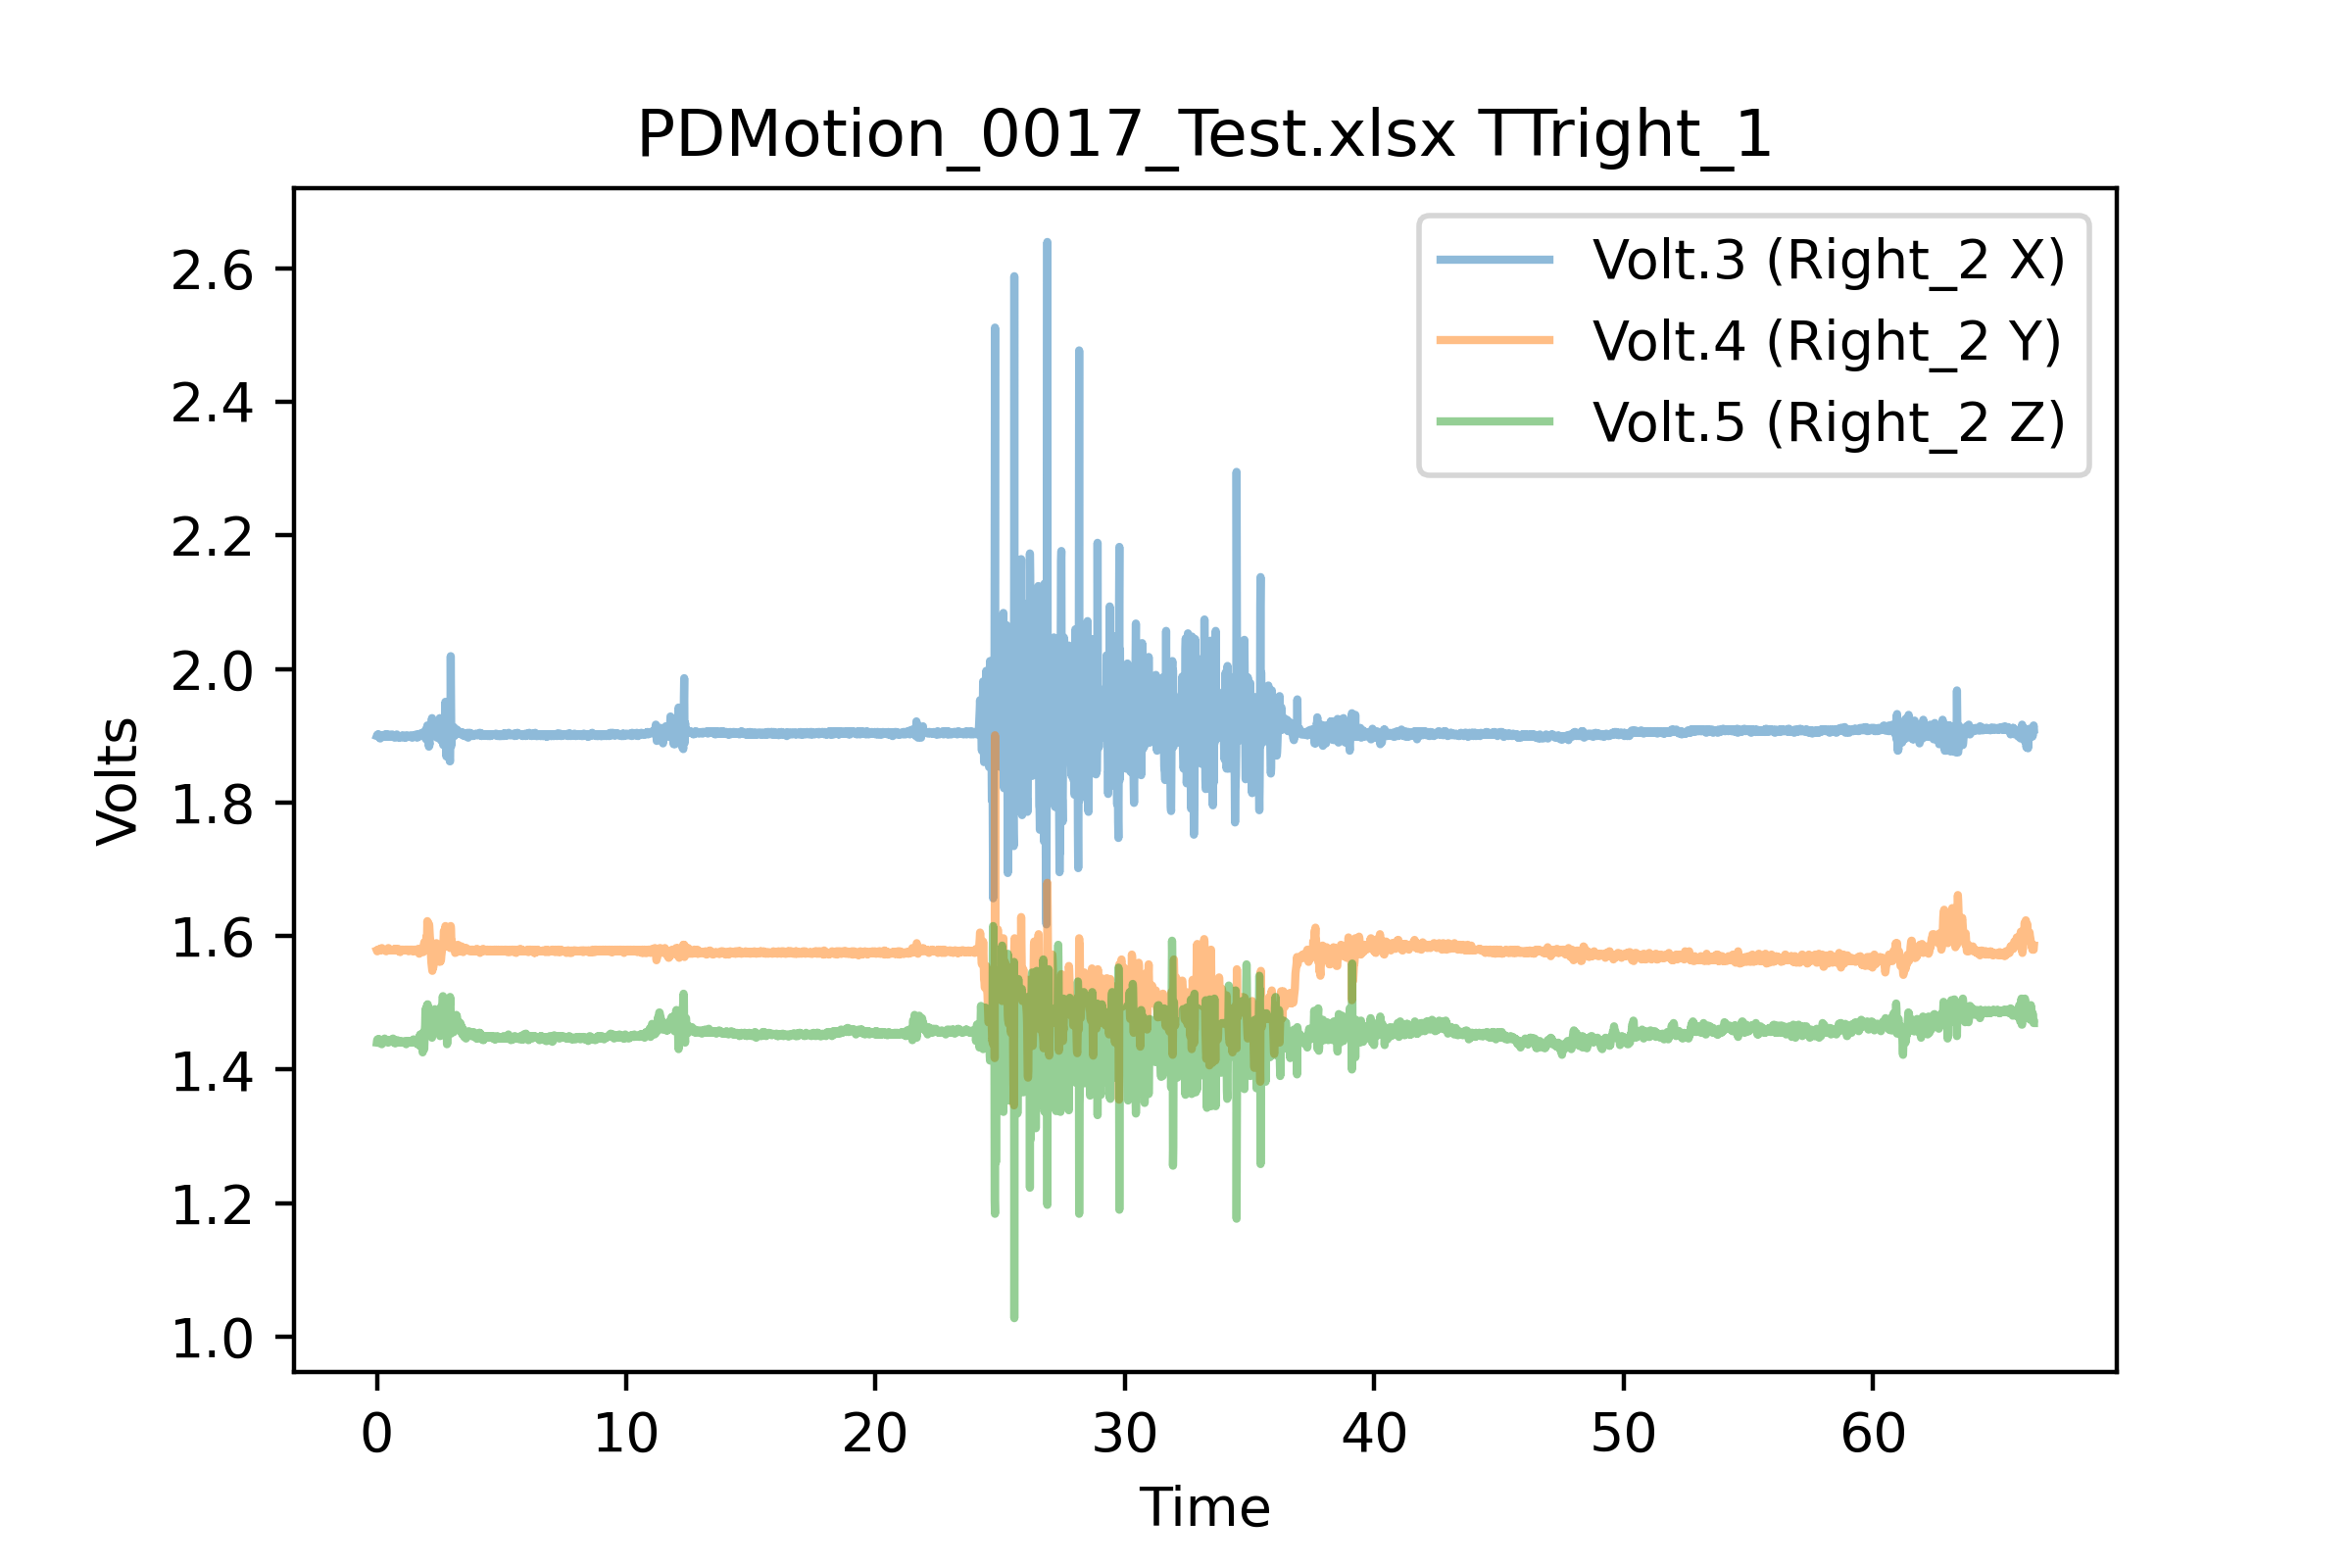 PDMotion_0017_Test.xlsx TTright_1
Volt.3 (Right_2 X)
Volt.4 (Right_2 Y)
Volt.5 (Right_2 Z)
Volts
2.6
2.4
2.2
2.0
1.8
1.6
1.4
1.2
1.0
0 10 20 30 40 50 60
Time